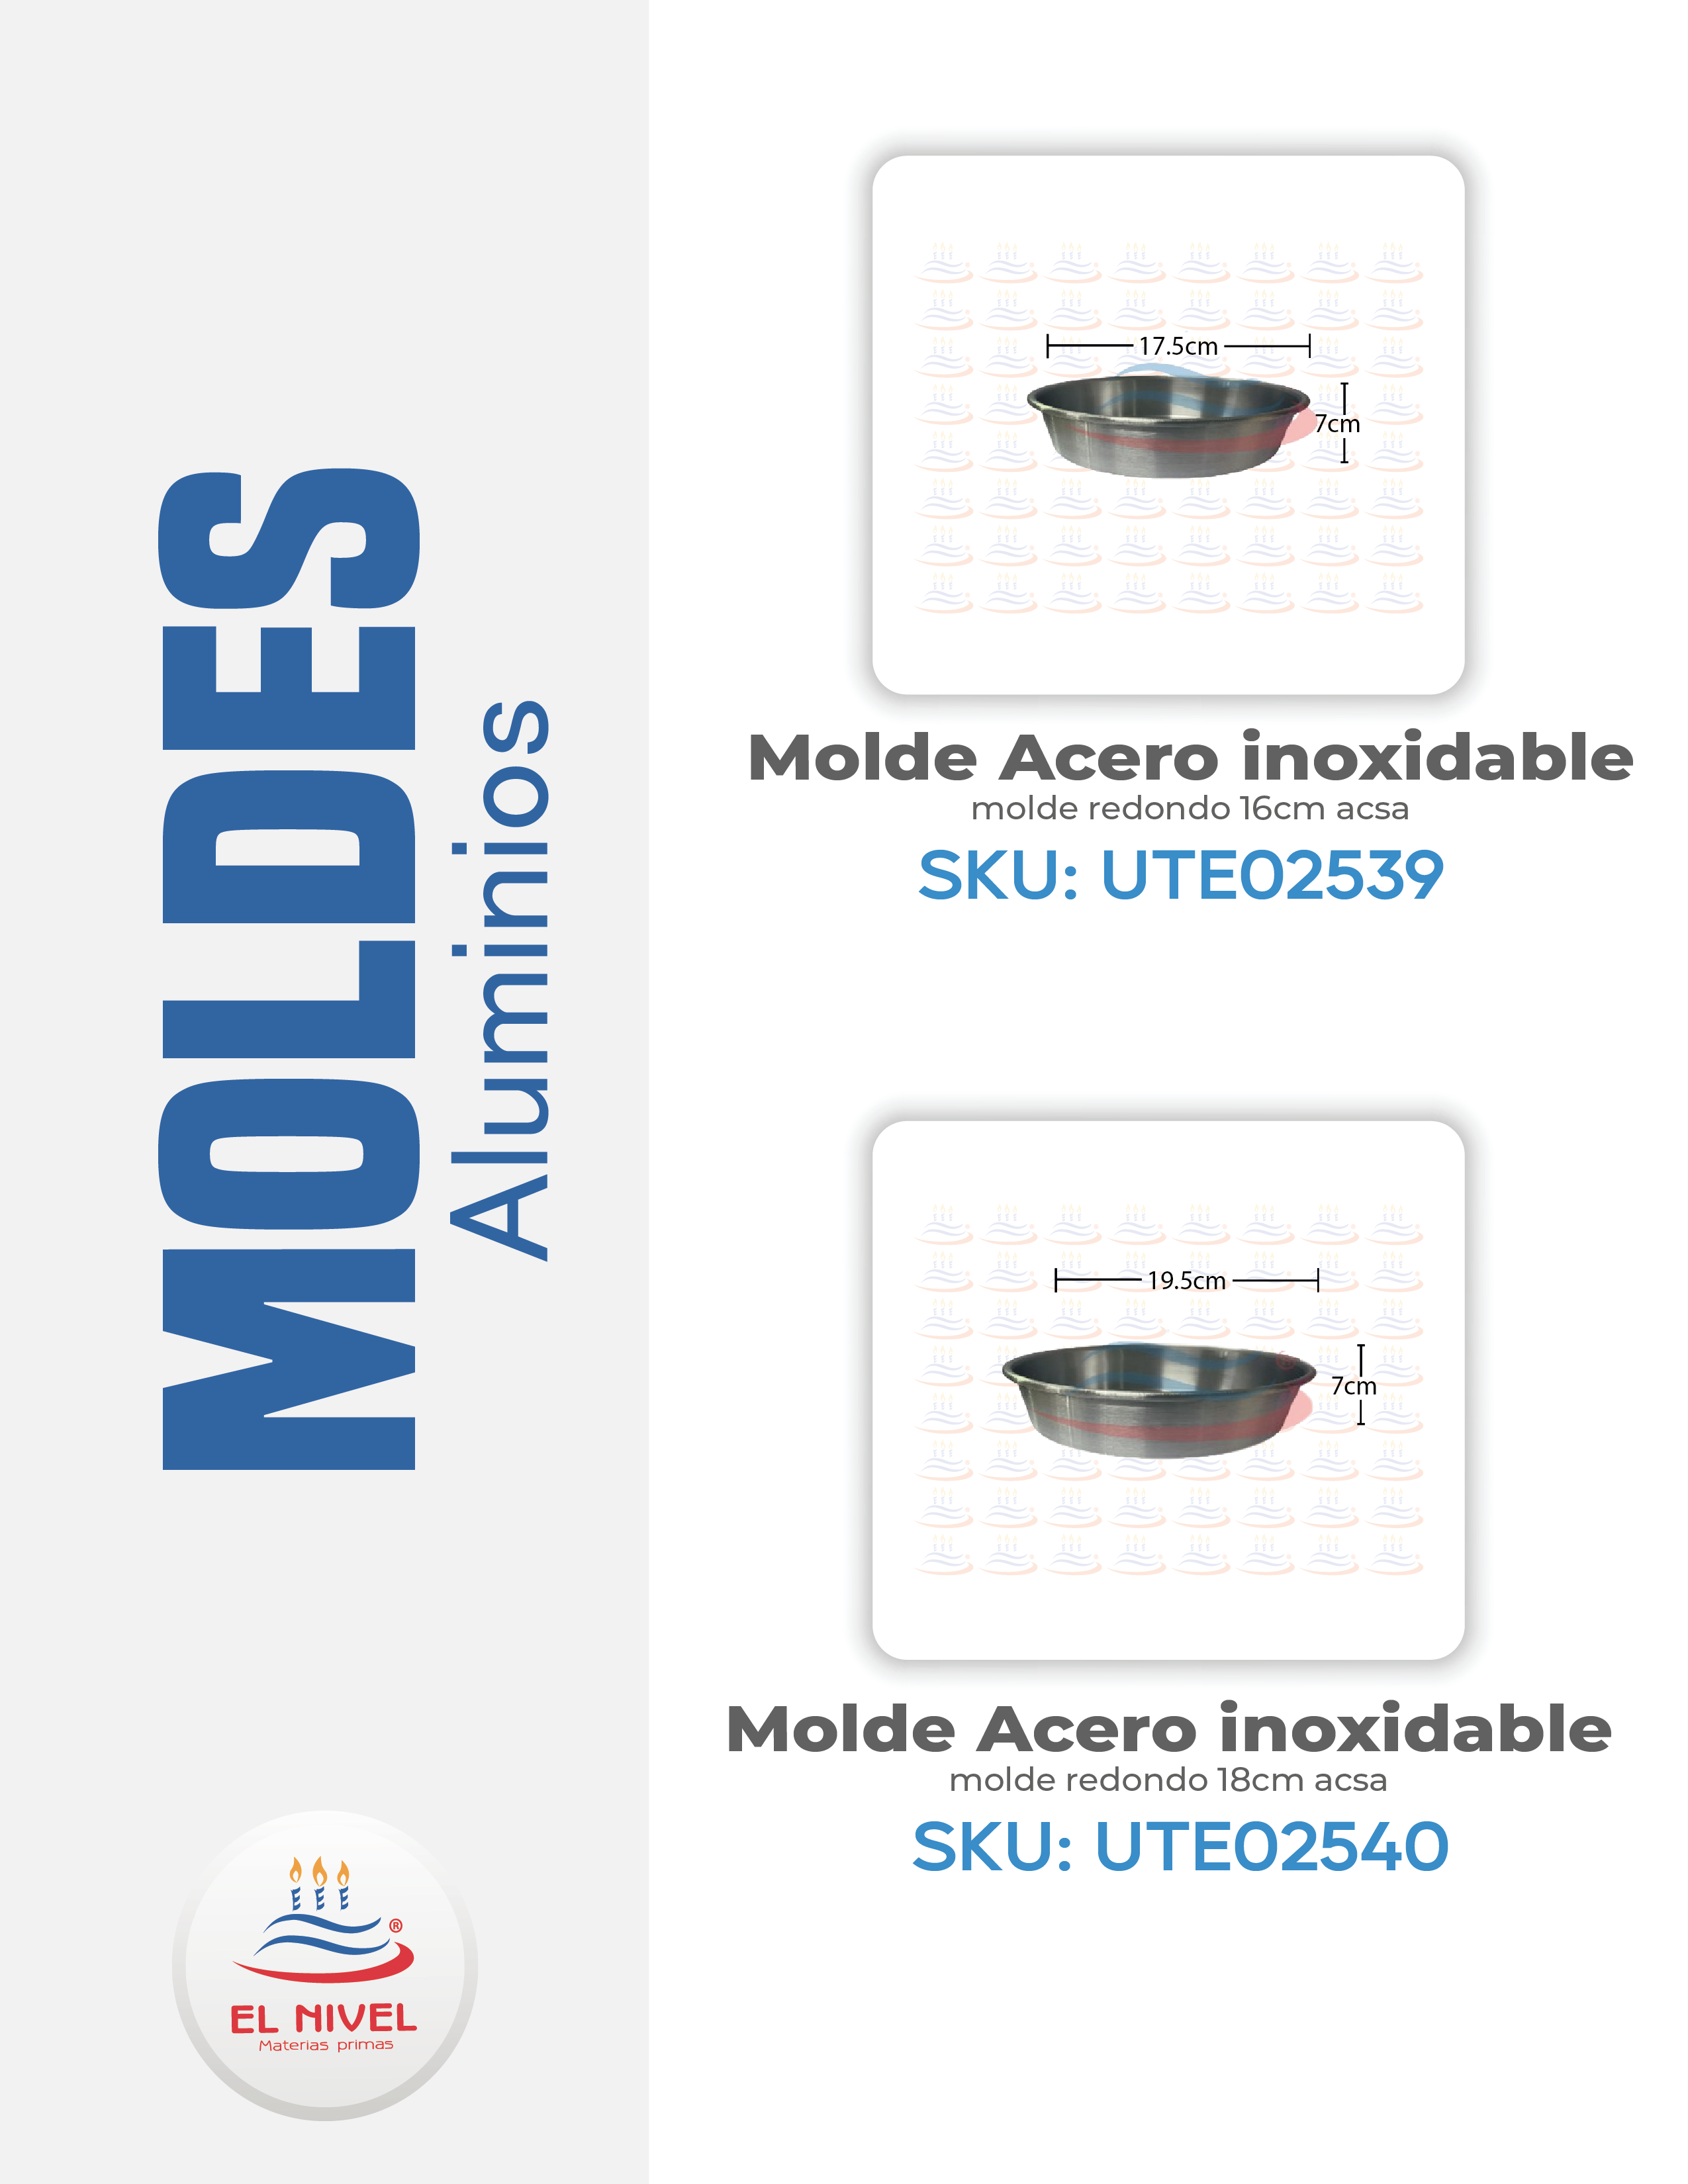 MOLDES
Aluminios
17.5cm
7cm
Molde Acero inoxidable
molde redondo 16cm acsa
SKU: UTE02539
19.5cm
7cm
Molde Acero inoxidable
molde redondo 18cm acsa
SKU: UTE02540
®
EL NIVEL
Materias primas